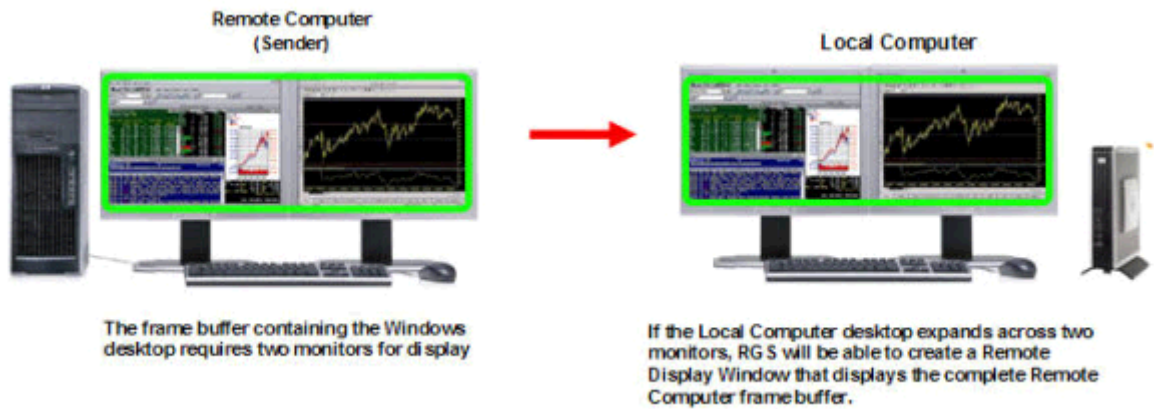 Remote Computer
(Sender)
Local Computer
The frame buffer containing the Windows
desktop requires two monitors for display
If the Local Computer desktop expands across two
monitors, RGS will be able to create a Remote
Display Window that displays the complete Remote
Computer frame buffer.